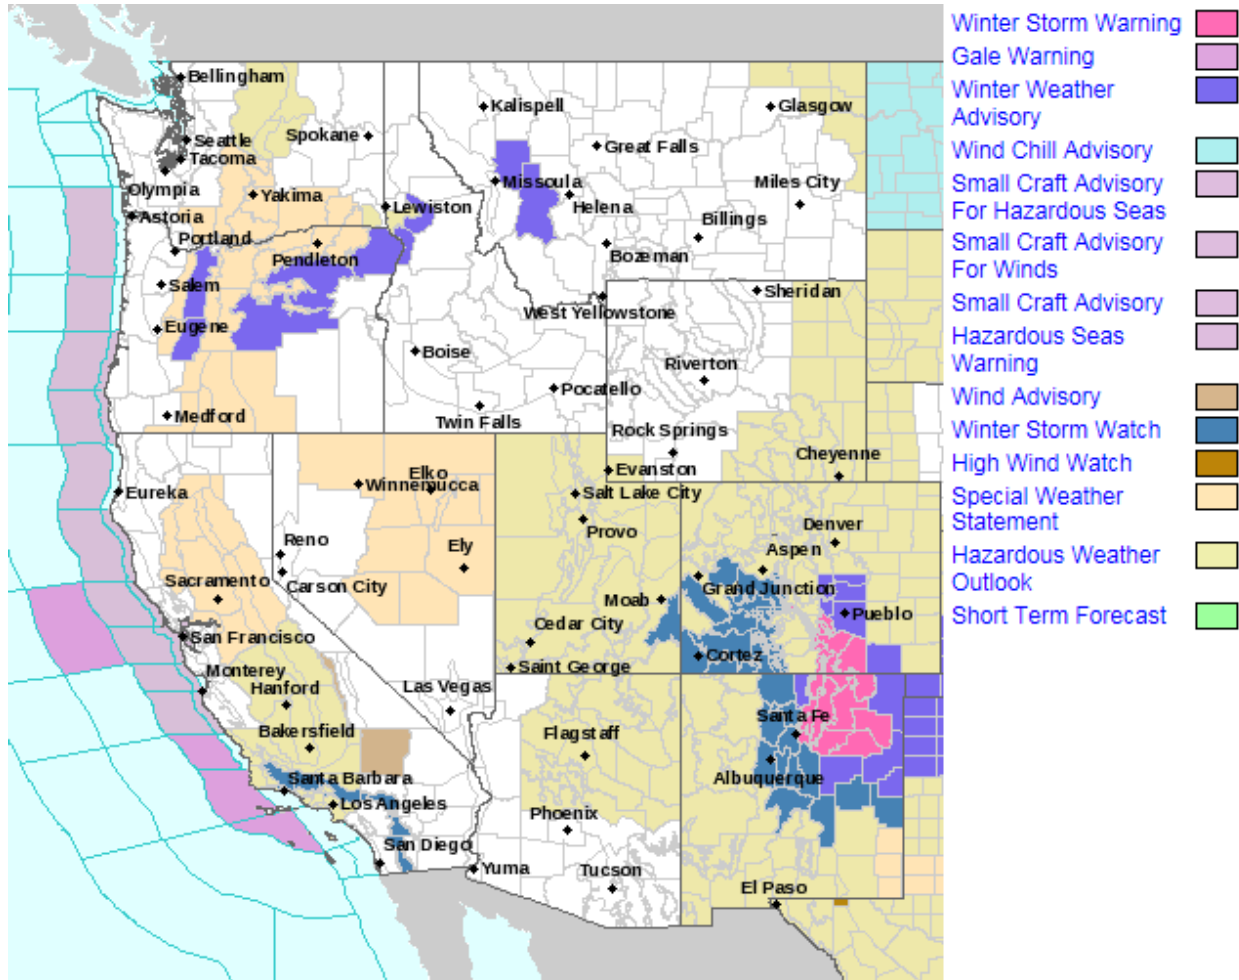 Winter Storm Warning
Gale Warning
Winter Weather
Advisory
Wind Chill Advisory
Small Craft Advisory
For Hazardous Seas
Small Craft Advisory
For Winds
Small Craft Advisory
Hazardous Seas
Warning
Wind Advisory
Winter Storm Watch
High Wind Watch
Special Weather
Statement
Hazardous Weather
Outlook
Short Term Forecast
Bellingham
Kalispell
Glasgow
Seattle
Spokane
Great Falls
Tacoma
Olympia
Yakima
Missoula
Miles City
Astoria
Lewiston
Helena
Billings
Portland
Pendleton
Bozeman
Salem
Sheridan
Eugene
West Yellowstone
Boise
Riverton
Medford
Pocatello
Twin Falls
Rock Springs
Cheyenne
Eureka
Winnemucca
Elko
Evanston
Salt Lake City
Provo
Denver
Reno
Ely
Aspen
Sacramento
Carson City
Grand Junction
Moab
Pueblo
San Francisco
Cedar City
Monterey
Saint George
Cortez
Hanford
Las Vegas
Bakersfield
Flagstaff
Santa Fe
Santa Barbara
Albuquerque
Los Angeles
Phoenix
San Diego
Yuma
Tucson
El Paso